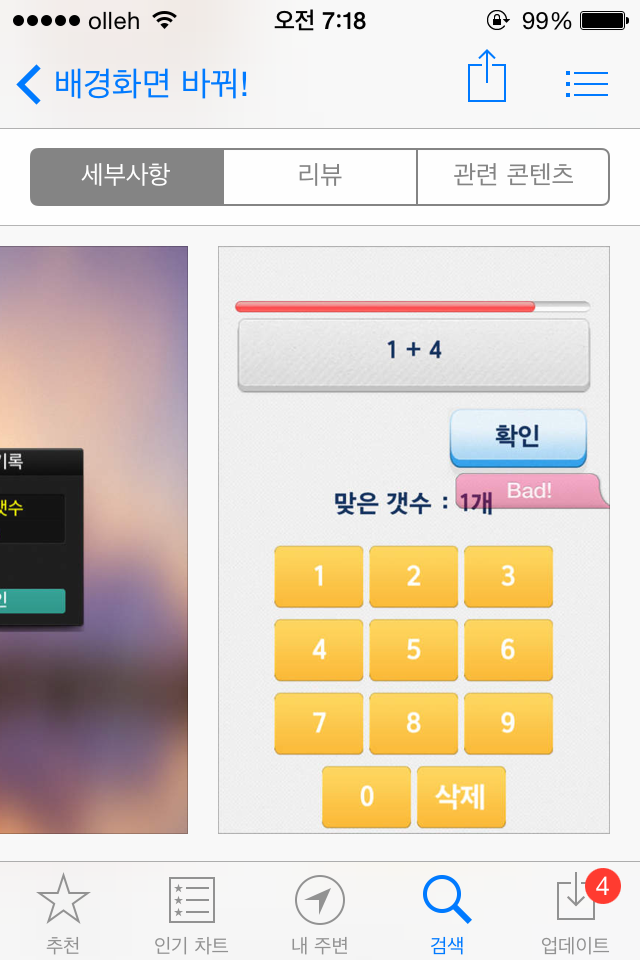 olleh 오전 7:18 99%
배경화면 바꿔!
세부사항 리뷰 관련 콘텐츠
1 + 4
확인
기록
Bad!
갯수
맞은 갯수 : 1개
1 2 3
4 5 6
7 8 9
0 삭제
4
추천 인기 차트 내 주변 검색 업데이트